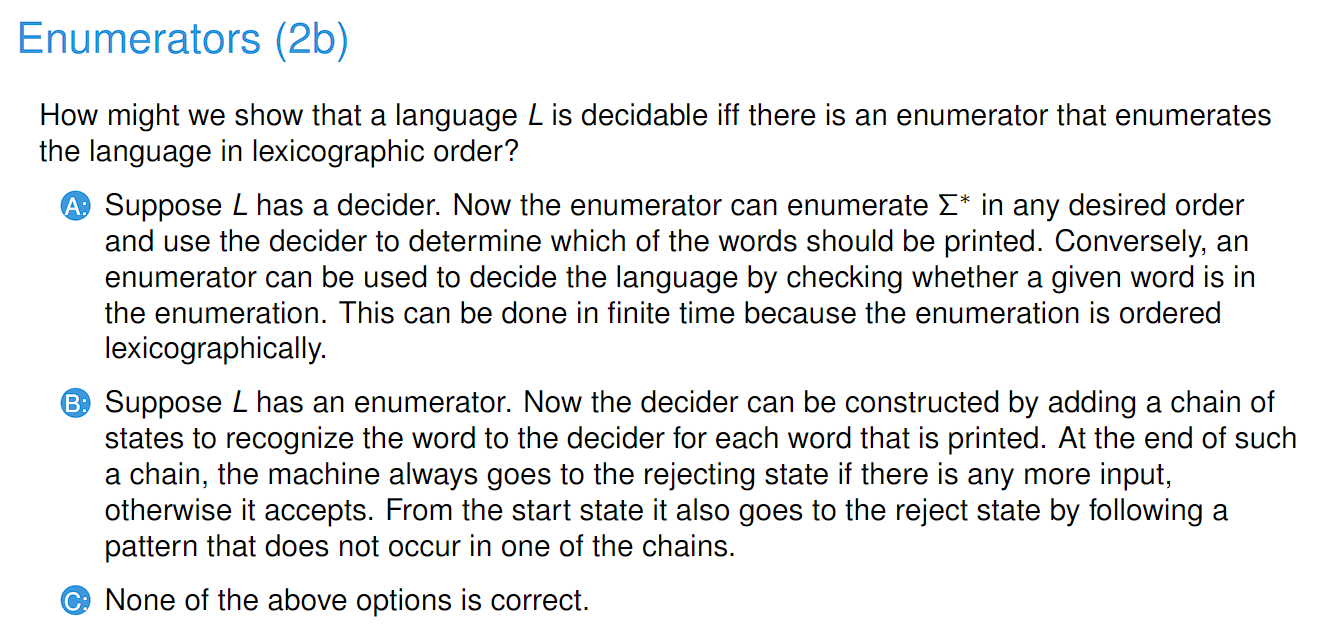 Enumerators (2b)
How might we show that a language L is decidable iff there is an enumerator that enumerates
the language in lexicographic order?
A: Suppose L has a decider. Now the enumerator can enumerate Σ* in any desired order
and use the decider to determine which of the words should be printed. Conversely, an
enumerator can be used to decide the language by checking whether a given word is in
the enumeration. This can be done in finite time because the enumeration is ordered
lexicographically.
B: Suppose L has an enumerator. Now the decider can be constructed by adding a chain of
states to recognize the word to the decider for each word that is printed. At the end of such
a chain, the machine always goes to the rejecting state if there is any more input,
otherwise it accepts. From the start state it also goes to the reject state by following a
pattern that does not occur in one of the chains.
C: None of the above options is correct.